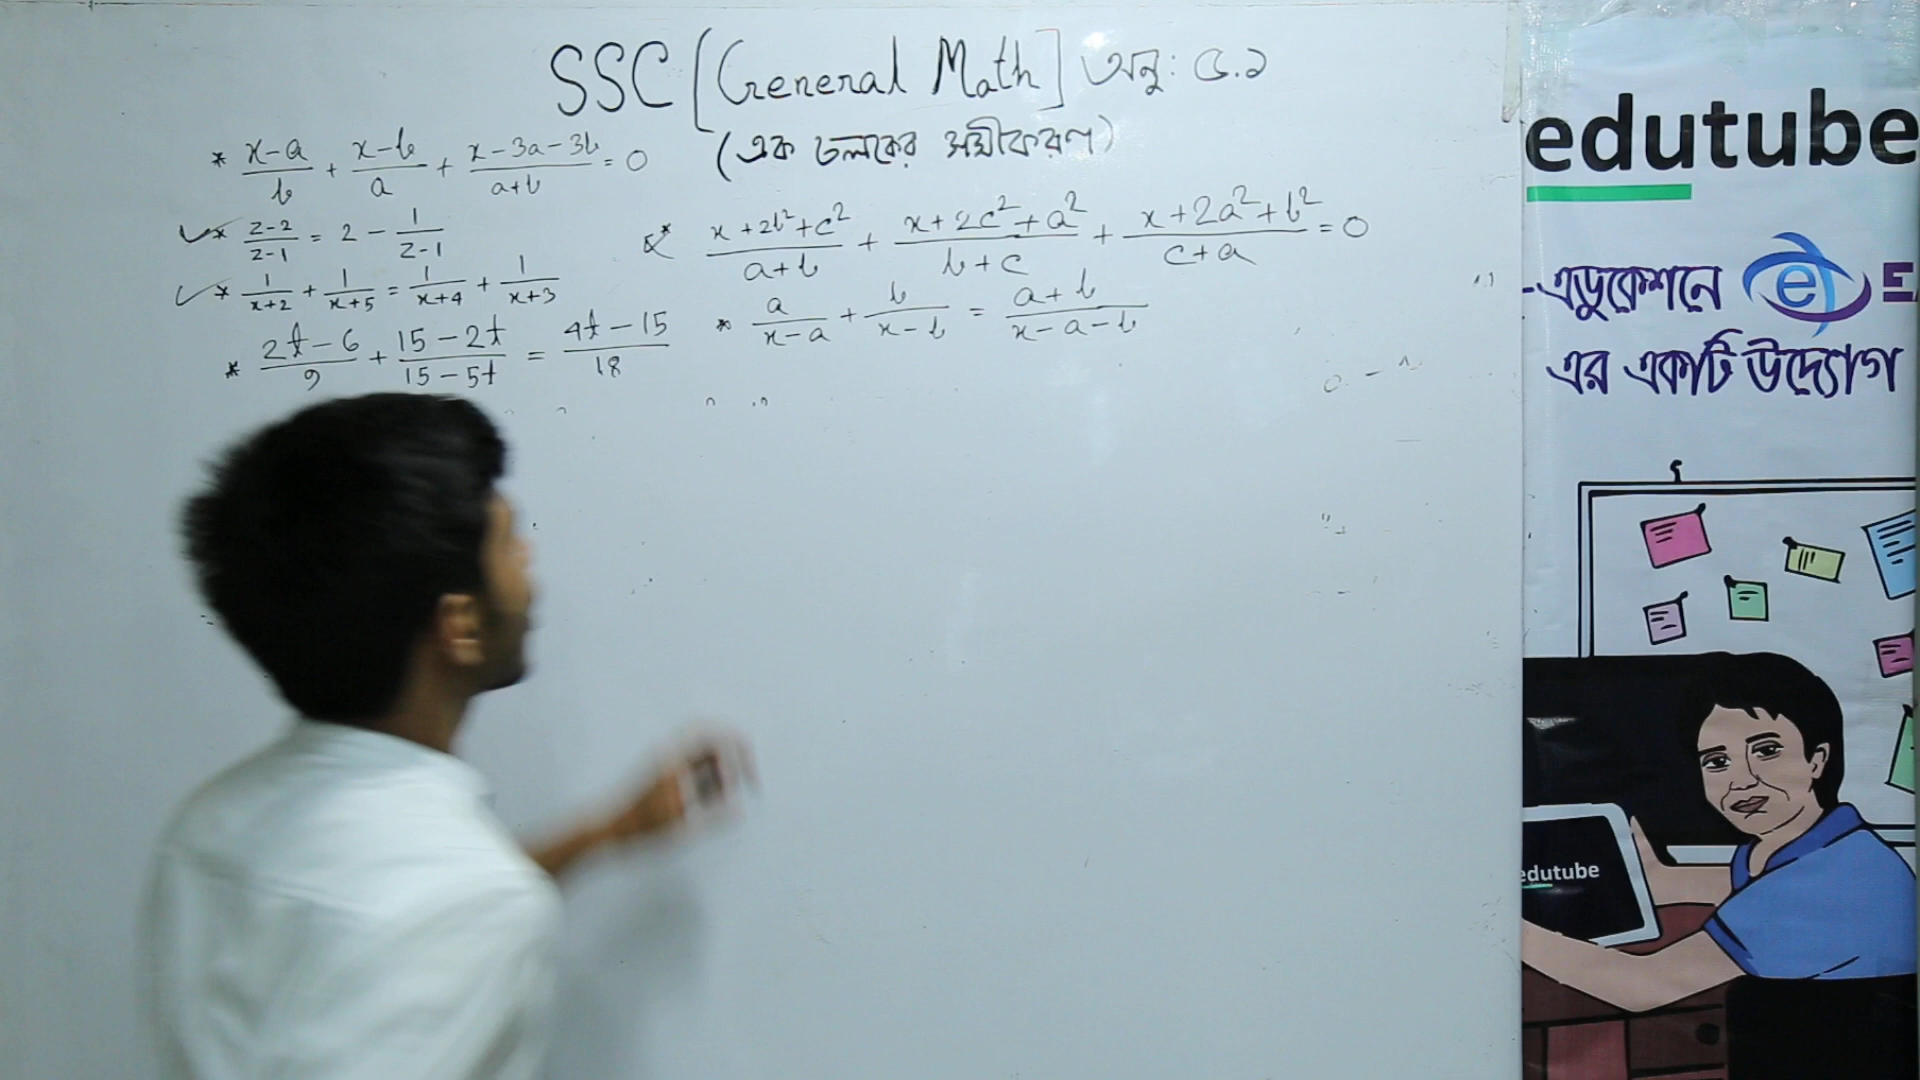 SSC [General Math] অনু: ৫.১
(এক চলকের সমীকরণ)
* (x-a)/b + (x-b)/a + (x-3a-3b)/(a+b) = 0
✓* (z-2)/(z-1) = 2 - 1/(z-1)
✓* 1/(x+2) + 1/(x+5) = 1/(x+4) + 1/(x+3)
* (2t-6)/9 + (15-2t)/(15-5t) = (4t-15)/18
* (x+2b²+c²)/(a+b) + (x+2c²+a²)/(b+c) + (x+2a²+b²)/(c+a) = 0
* a/(x-a) + b/(x-b) = (a+b)/(x-a-b)
edutube
-এডুকেশনে e E
এর একটি উদ্যোগ
edutube